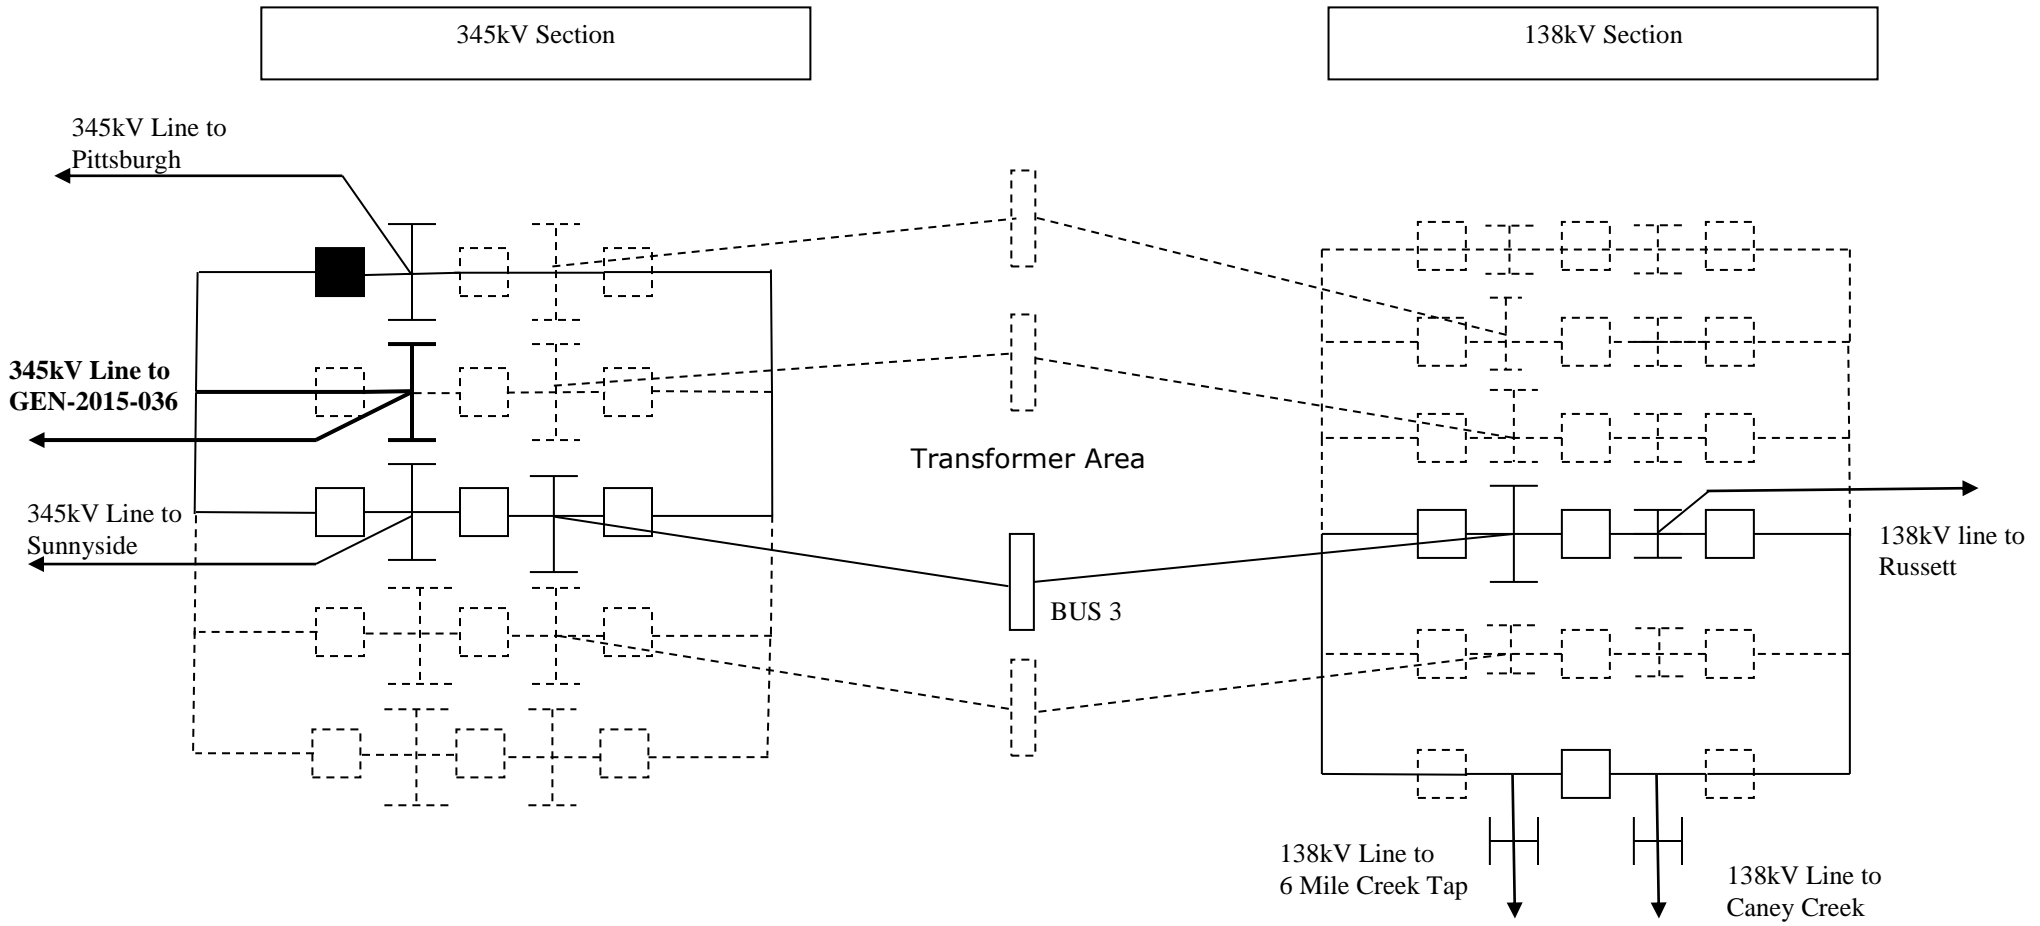 345kV Section
138kV Section
345kV Line to
Pittsburgh
345kV Line to
GEN-2015-036
345kV Line to
Sunnyside
Transformer Area
BUS 3
138kV line to
Russett
138kV Line to
6 Mile Creek Tap
138kV Line to
Caney Creek